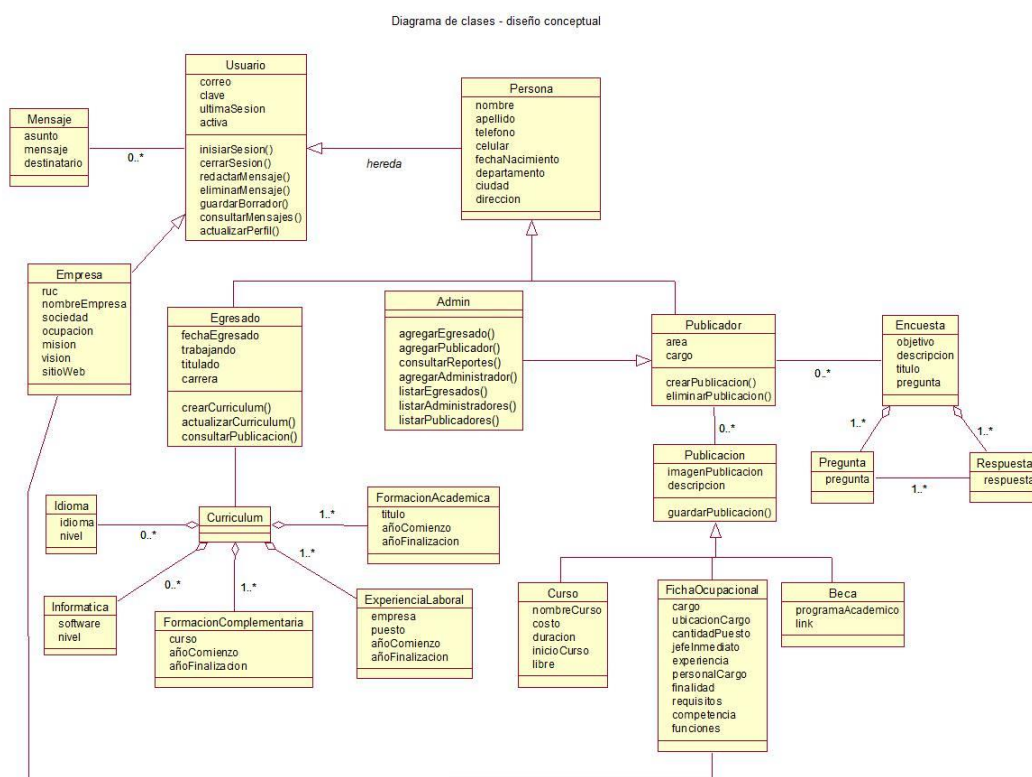 Diagrama de clases - diseño conceptual
Usuario
correo
clave
ultimaSesion
activa
inisiarSesion()
cerrarSesion()
redactarMensaje()
eliminarMensaje()
guardarBorrador()
consultarMensajes()
actualizarPerfil()
Mensaje
asunto
mensaje
destinatario
0..*
Persona
nombre
apellido
telefono
celular
fechaNacimiento
departamento
ciudad
direccion
hereda
Empresa
ruc
nombreEmpresa
sociedad
ocupacion
mision
vision
sitioWeb
Egresado
fechaEgresado
trabajando
titulado
carrera
crearCurriculum()
actualizarCurriculum()
consultarPublicacion()
Admin
agregarEgresado()
agregarPublicador()
consultarReportes()
agregarAdministrador()
listarEgresados()
listarAdministradores()
listarPublicadores()
Publicador
area
cargo
crearPublicacion()
eliminarPublicacion()
0..*
Encuesta
objetivo
descripcion
titulo
pregunta
0..*
1..*
1..*
Pregunta
pregunta
1..*
Respuesta
respuesta
Publicacion
imagenPublicacion
descripcion
guardarPublicacion()
Idioma
idioma
nivel
0..*
Curriculum
1..*
FormacionAcademica
titulo
añoComienzo
añoFinalizacion
0..*
1..*
1..*
Informatica
software
nivel
FormacionComplementaria
curso
añoComienzo
añoFinalizacion
ExperienciaLaboral
empresa
puesto
añoComienzo
añoFinalizacion
Curso
nombreCurso
costo
duracion
inicioCurso
libre
FichaOcupacional
cargo
ubicacionCargo
cantidadPuesto
jefeInmediato
experiencia
personalCargo
finalidad
requisitos
competencia
funciones
Beca
programaAcademico
link